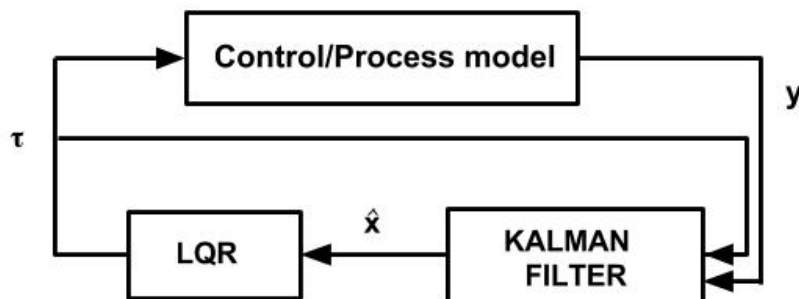 Control/Process model
y
τ
x̂
LQR
KALMAN
FILTER